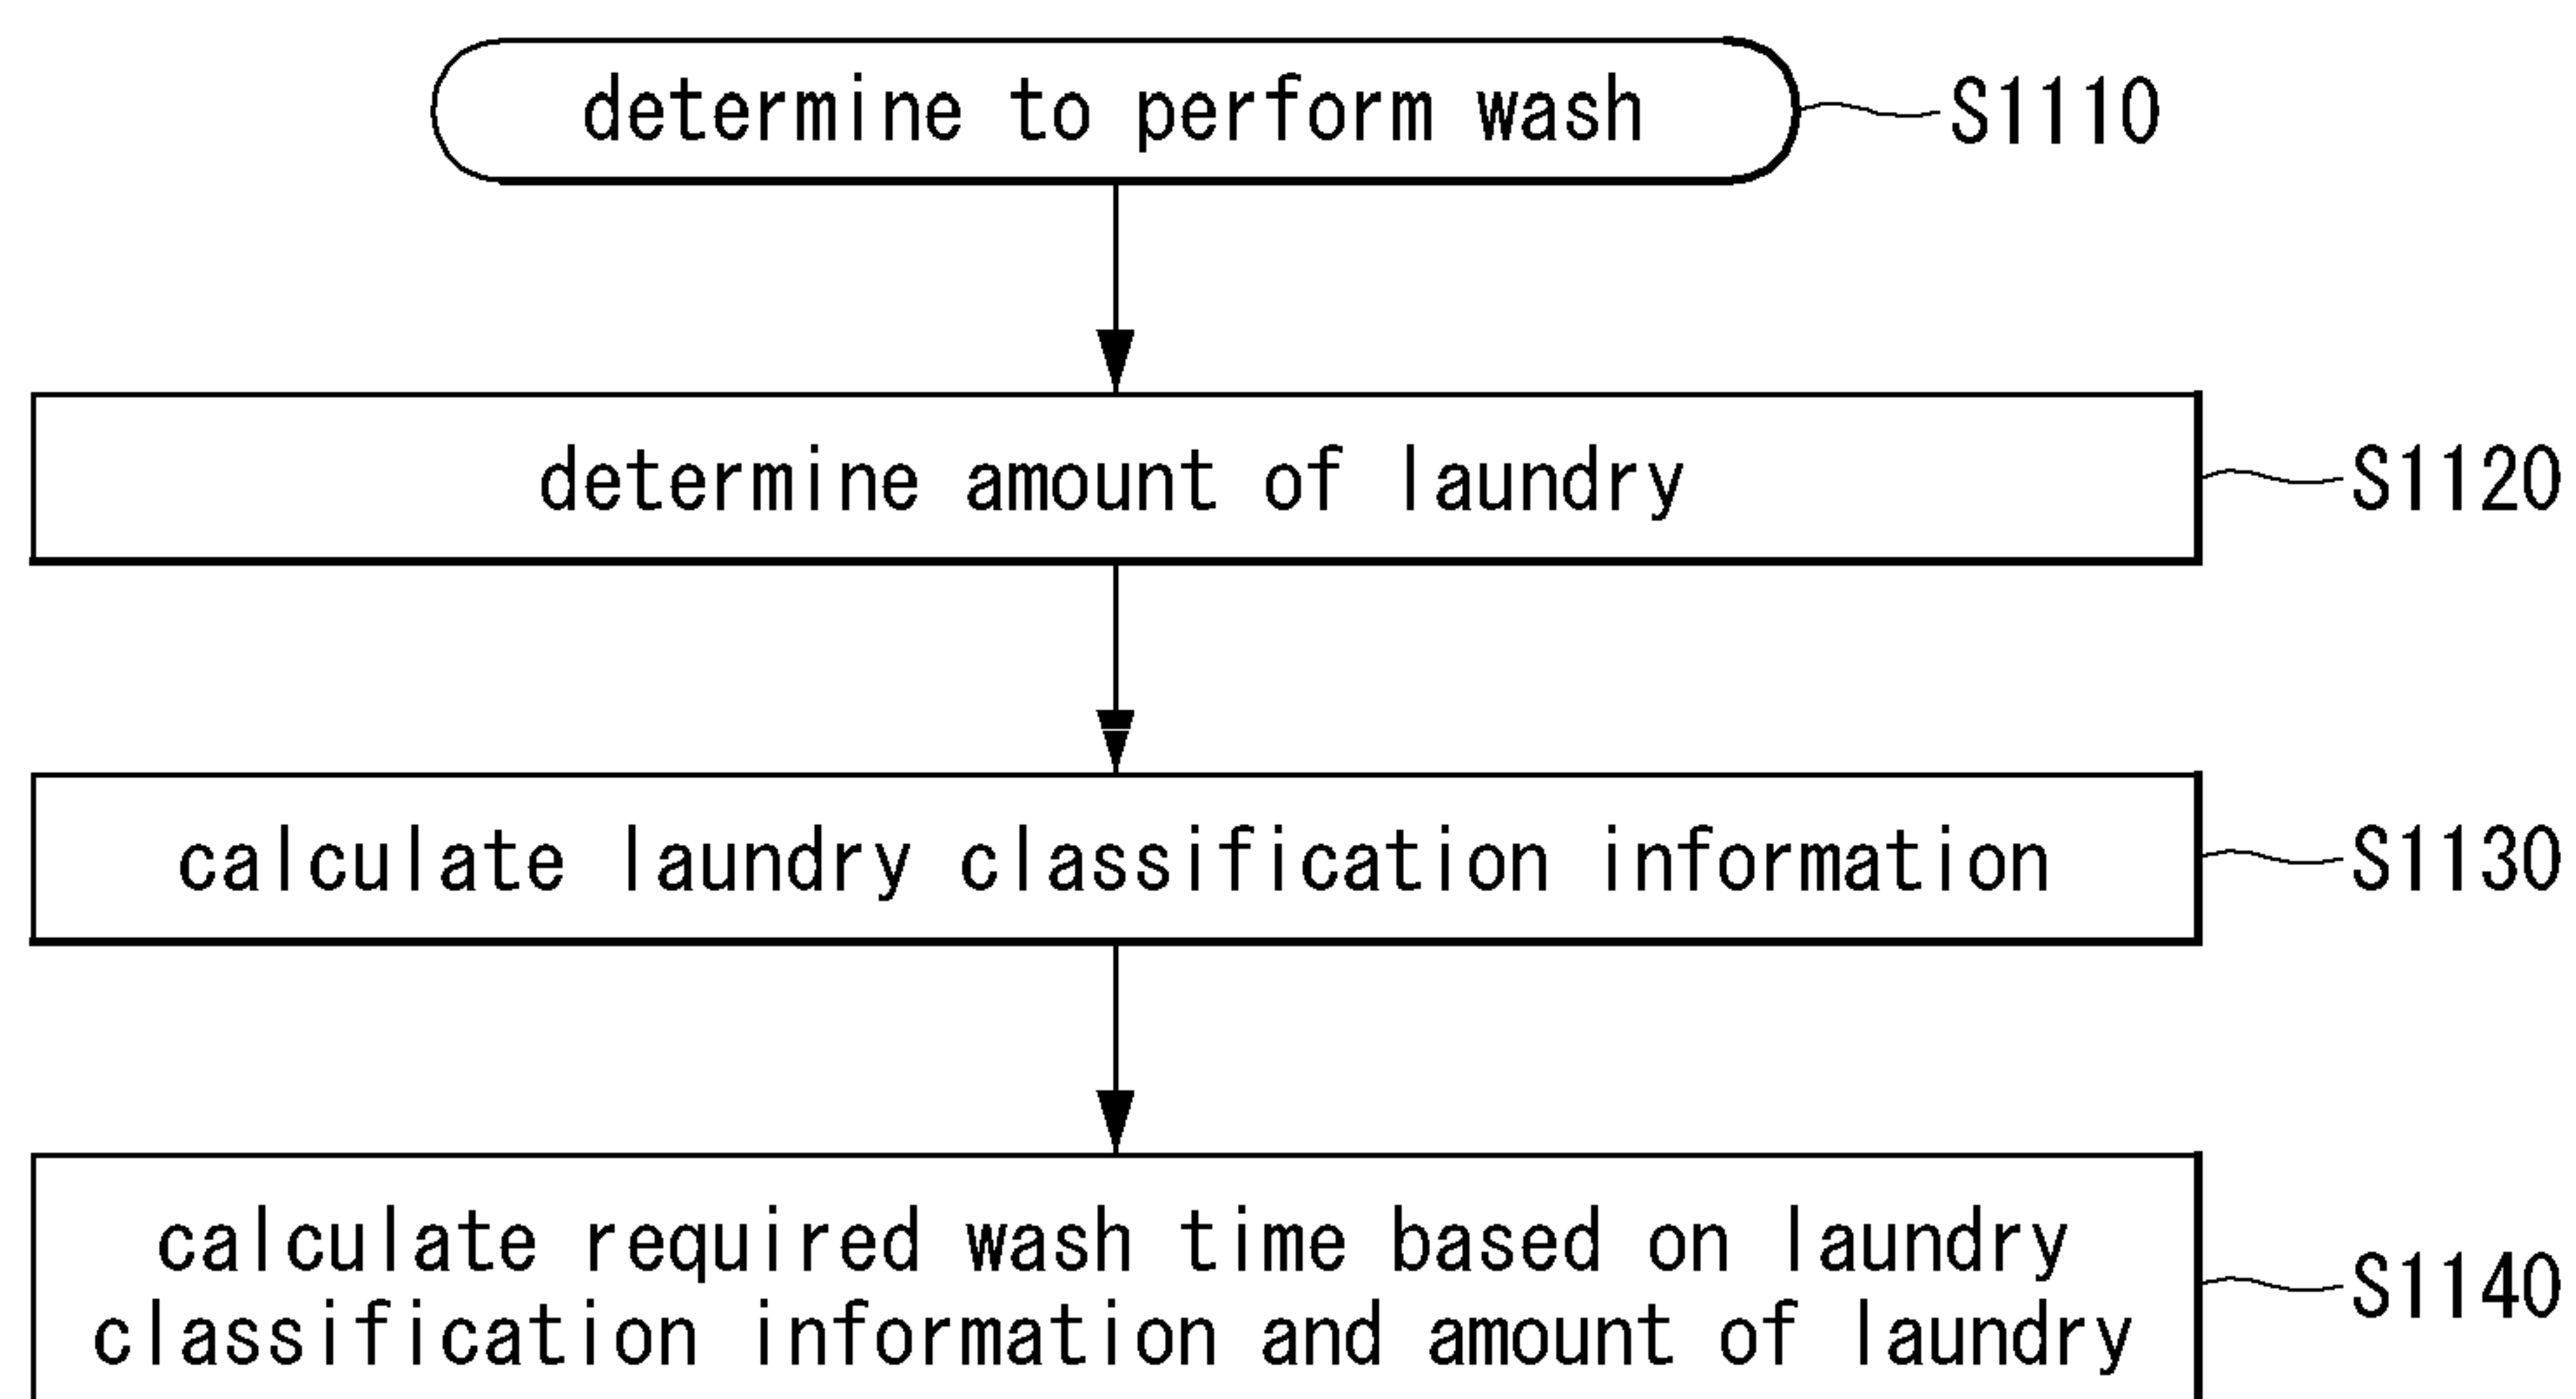 determine to perform wash
S1110
determine amount of laundry
S1120
calculate laundry classification information
S1130
calculate required wash time based on laundry
classification information and amount of laundry
S1140